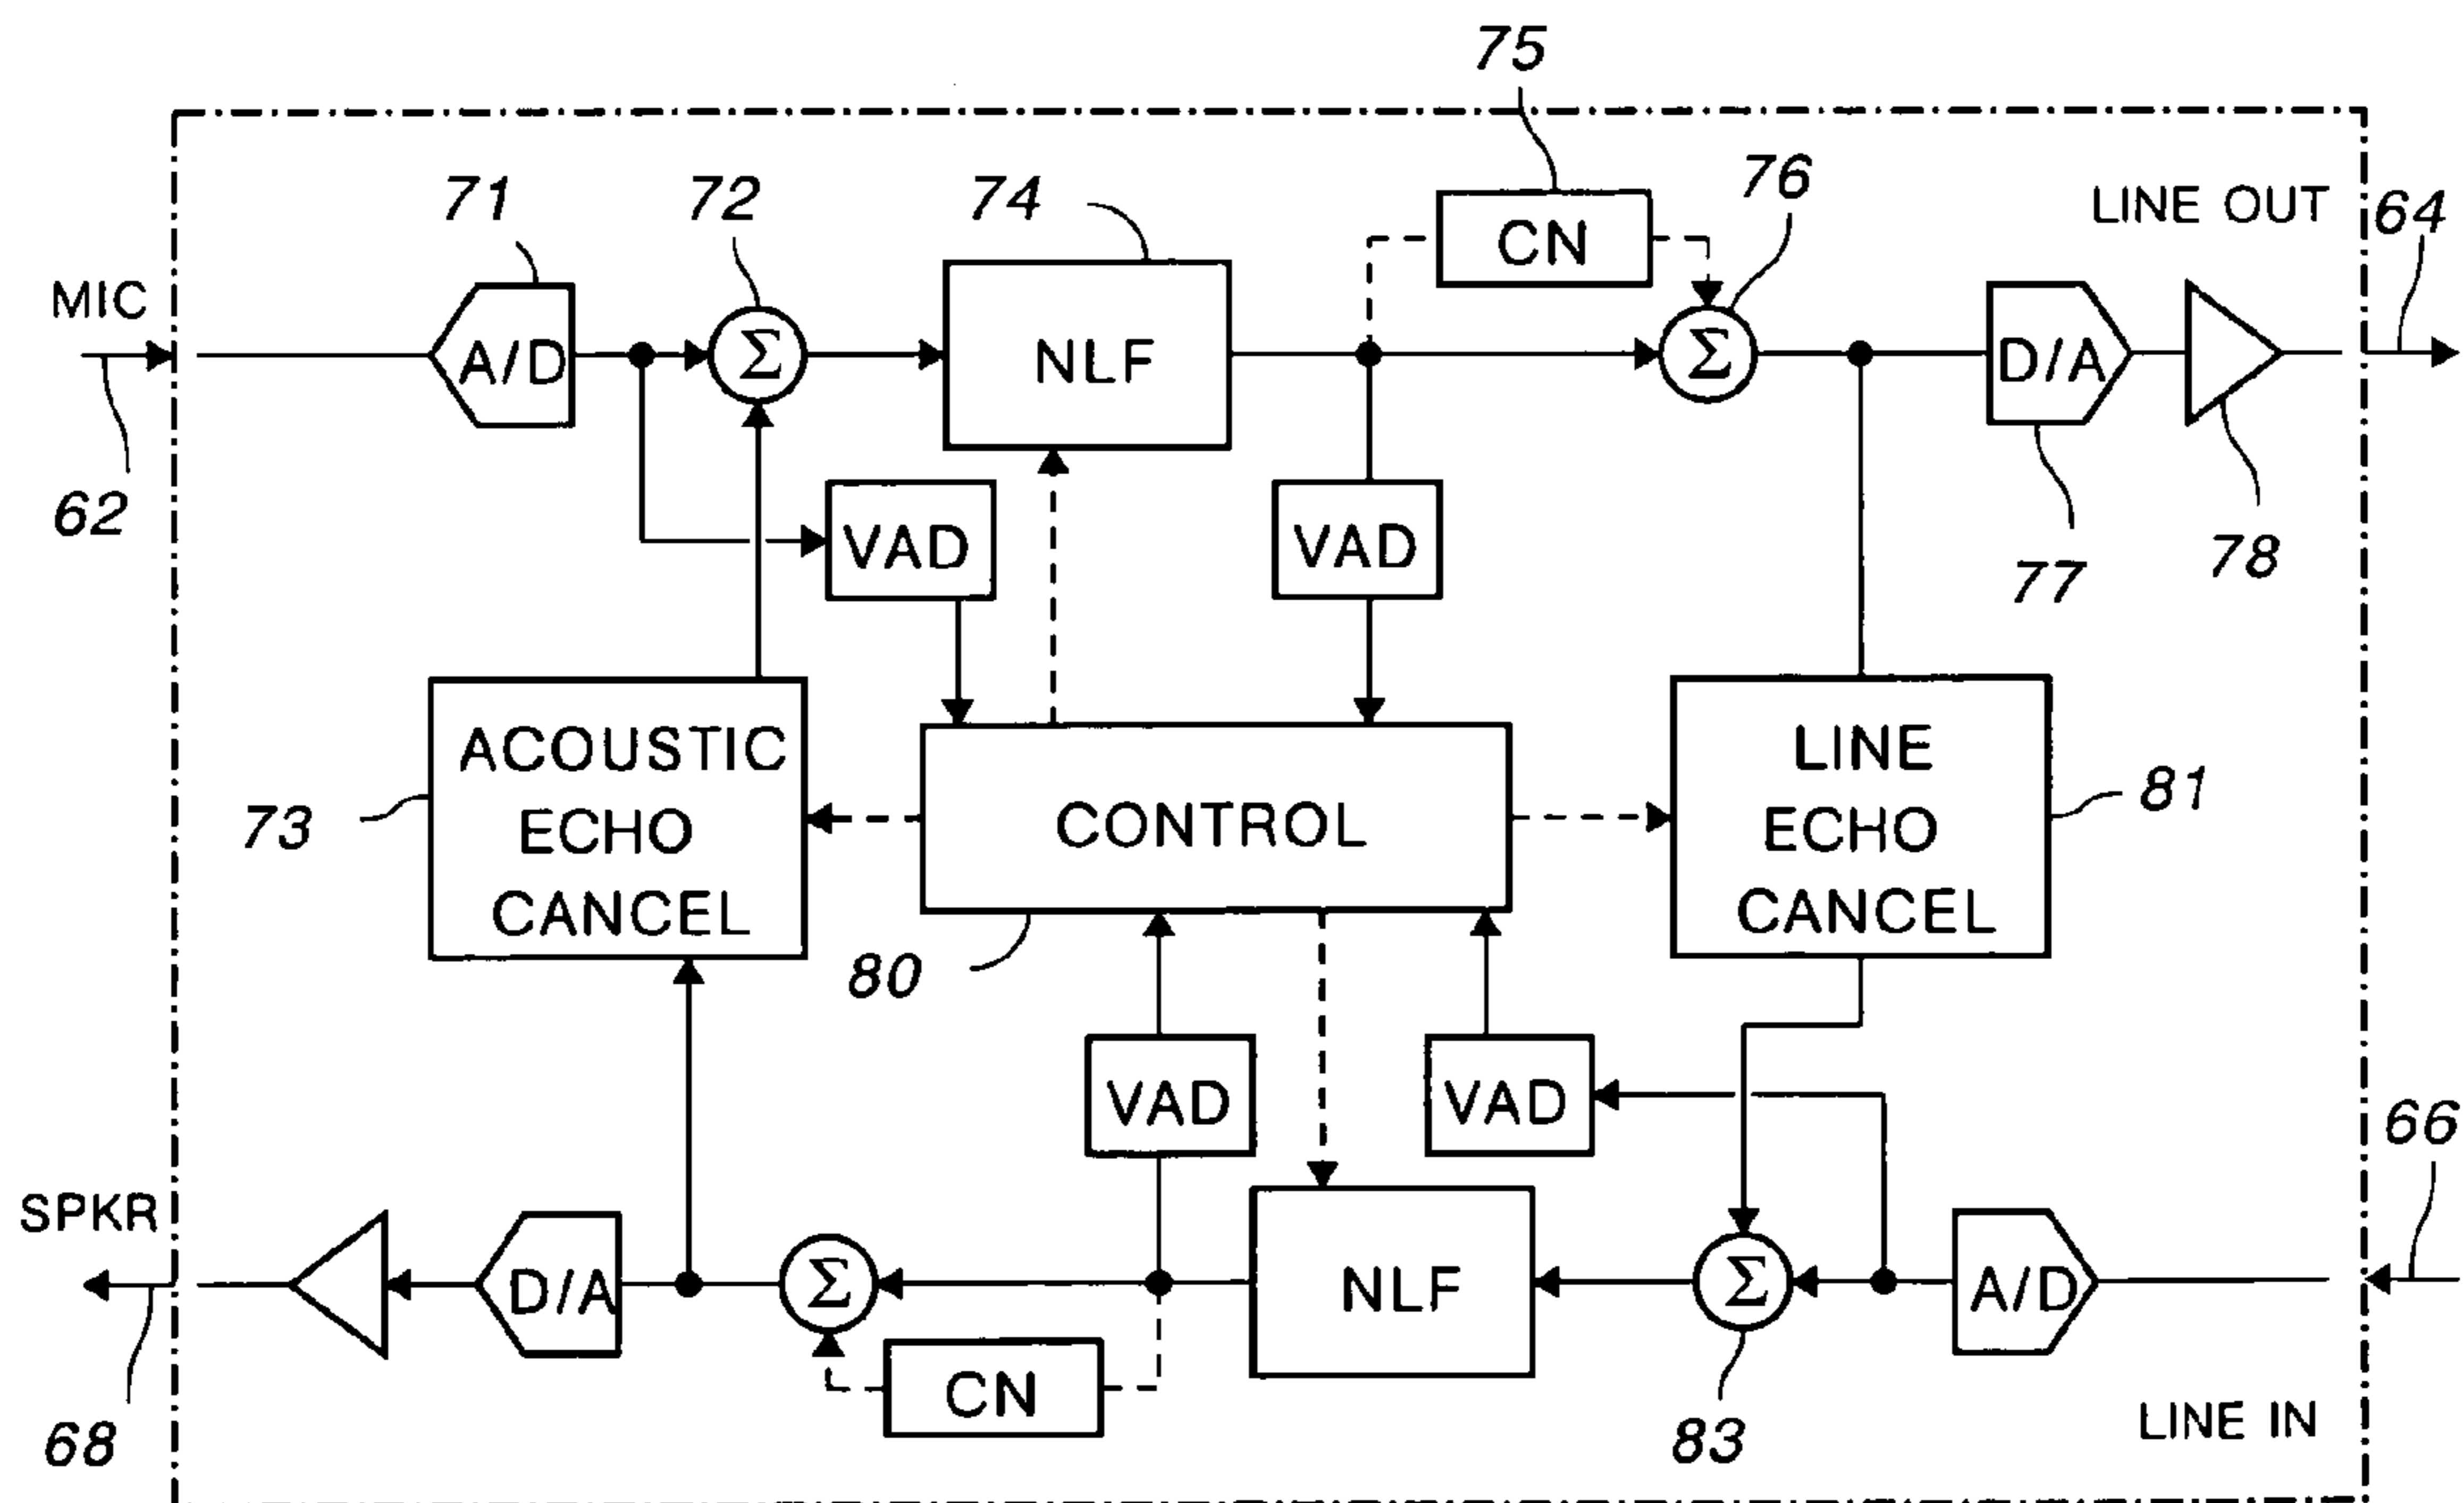 75
71
72
74
76
CN
LINE OUT
64
MIC
A/D
Σ
NLF
Σ
D/A
62
VAD
VAD
77
78
ACOUSTIC
ECHO
CANCEL
CONTROL
LINE
ECHO
CANCEL
73
81
80
VAD
VAD
66
SPKR
D/A
Σ
NLF
Σ
A/D
CN
68
83
LINE IN